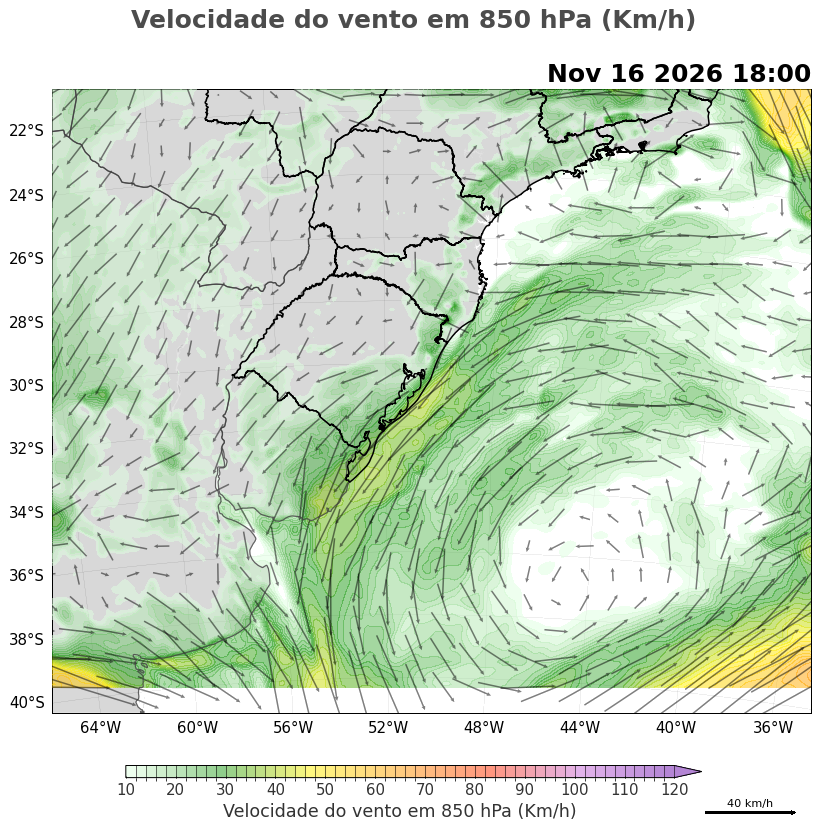 Velocidade do vento em 850 hPa (Km/h)
Nov 16 2026 18:00
22°S
24°S
26°S
28°S
30°S
32°S
34°S
36°S
38°S
40°S
64°W 60°W 56°W 52°W 48°W 44°W 40°W 36°W
10 20 30 40 50 60 70 80 90 100 110 120
Velocidade do vento em 850 hPa (Km/h)
40 km/h